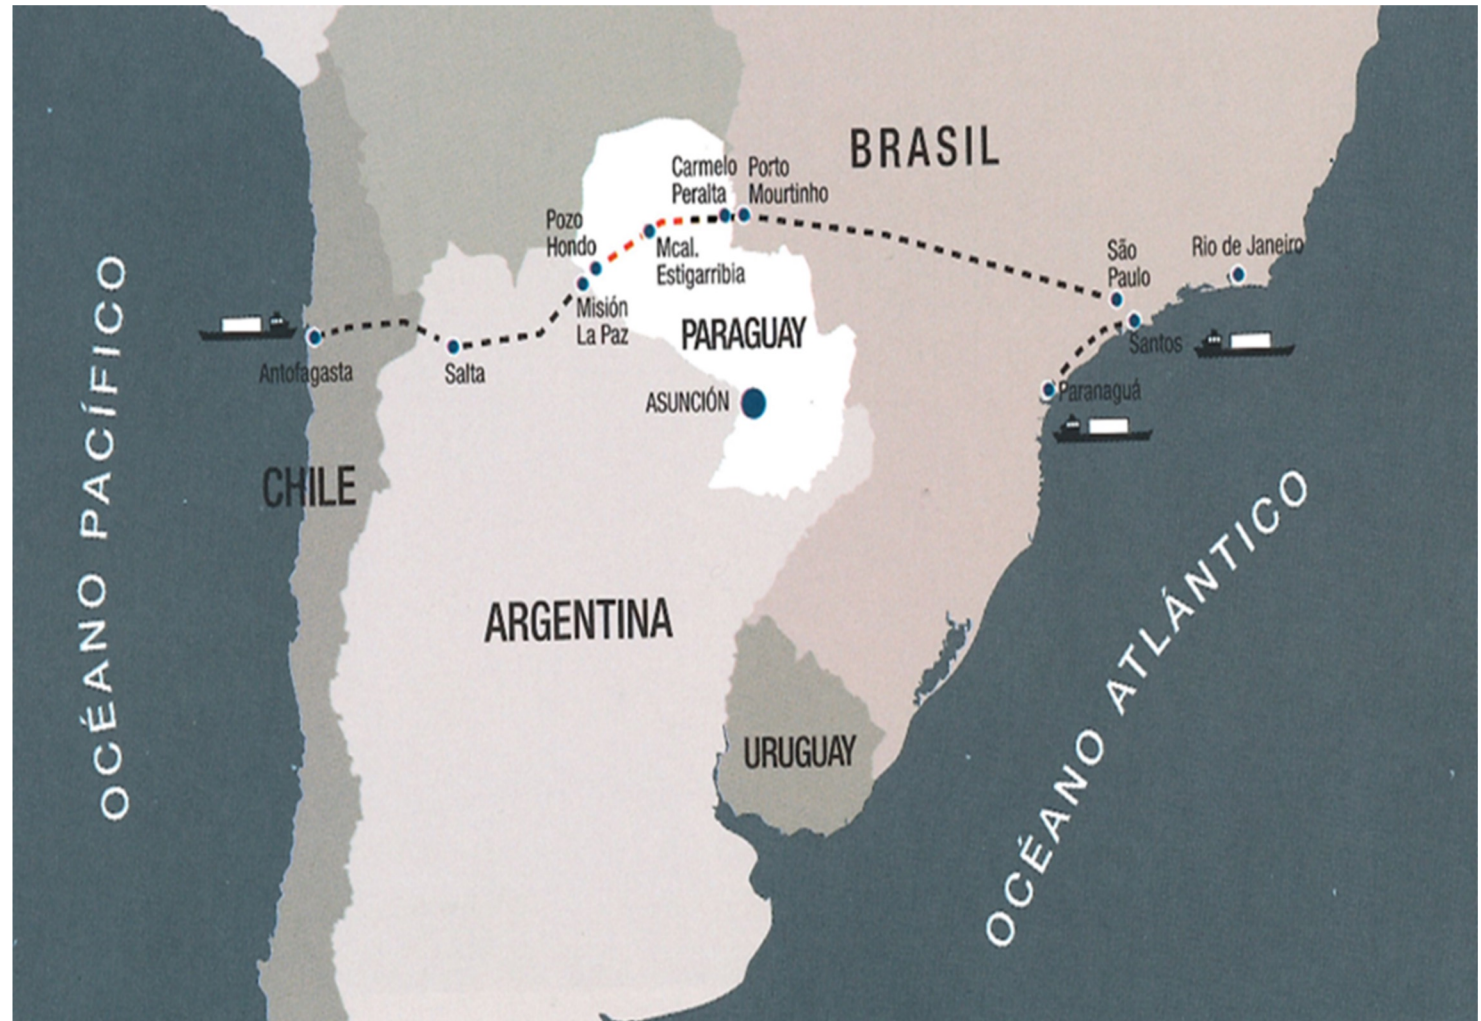 BRASIL
Carmelo
Peralta
Porto
Mourtinho
Pozo
Hondo
Mcal.
Estigarribia
São
Paulo
Rio de Janeiro
Misión
La Paz
PARAGUAY
Santos
Antofagasta
Salta
ASUNCIÓN
Paranaguá
CHILE
ARGENTINA
URUGUAY
OCÉANO PACÍFICO
OCÉANO ATLÁNTICO